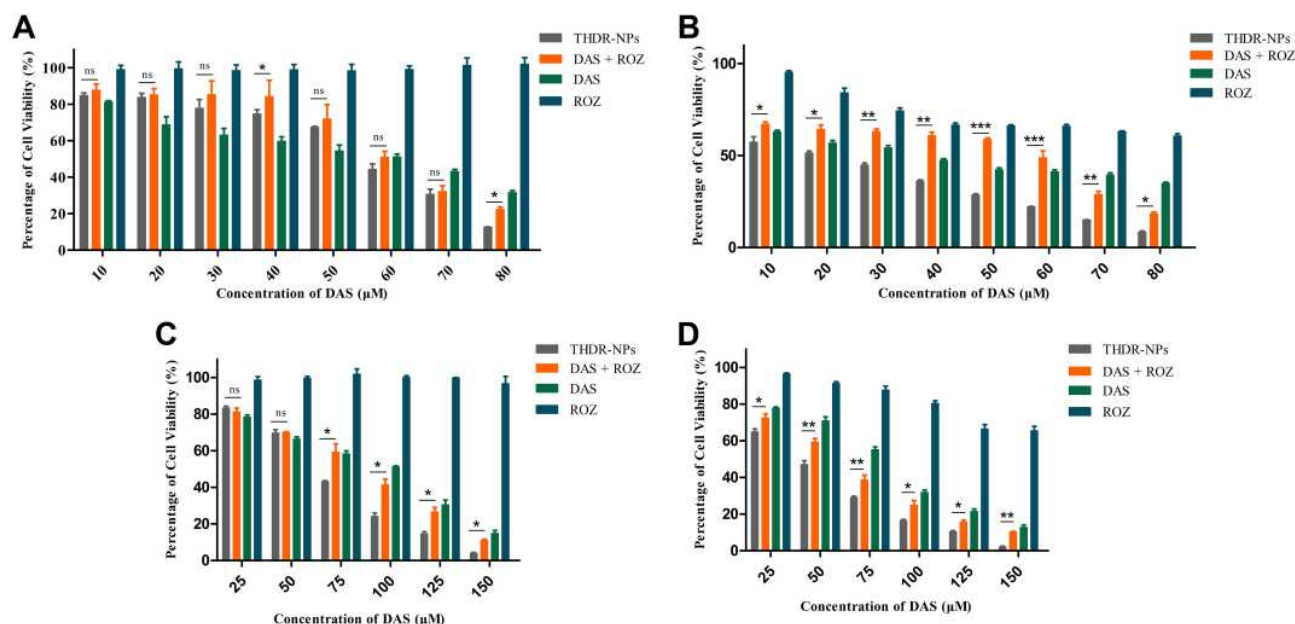 A
Percentage of Cell Viability (%)
100
80
60
40
20
0
ns
ns
ns
*
ns
ns
ns
*
10 20 30 40 50 60 70 80
Concentration of DAS (µM)
THDR-NPs
DAS + ROZ
DAS
ROZ
B
Percentage of Cell Viability (%)
100
50
0
*
*
**
**
***
***
**
*
10 20 30 40 50 60 70 80
Concentration of DAS (µM)
THDR-NPs
DAS + ROZ
DAS
ROZ
C
Percentage of Cell Viability (%)
100
80
60
40
20
0
ns
ns
*
*
*
*
25 50 75 100 125 150
Concentration of DAS (µM)
THDR-NPs
DAS + ROZ
DAS
ROZ
D
Percentage of Cell Viability (%)
100
80
60
40
20
0
*
**
**
*
*
**
25 50 75 100 125 150
Concentration of DAS (µM)
THDR-NPs
DAS + ROZ
DAS
ROZ